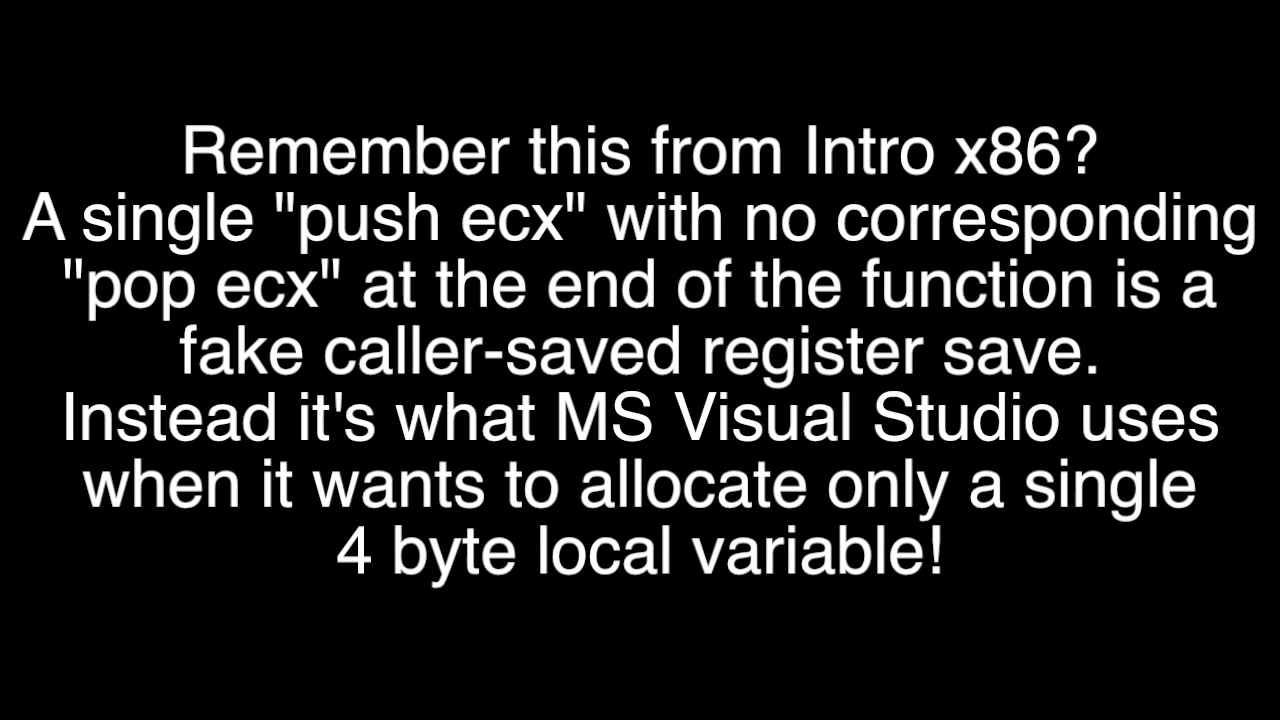 Remember this from Intro x86?
A single "push ecx" with no corresponding
"pop ecx" at the end of the function is a
fake caller-saved register save.
Instead it's what MS Visual Studio uses
when it wants to allocate only a single
4 byte local variable!